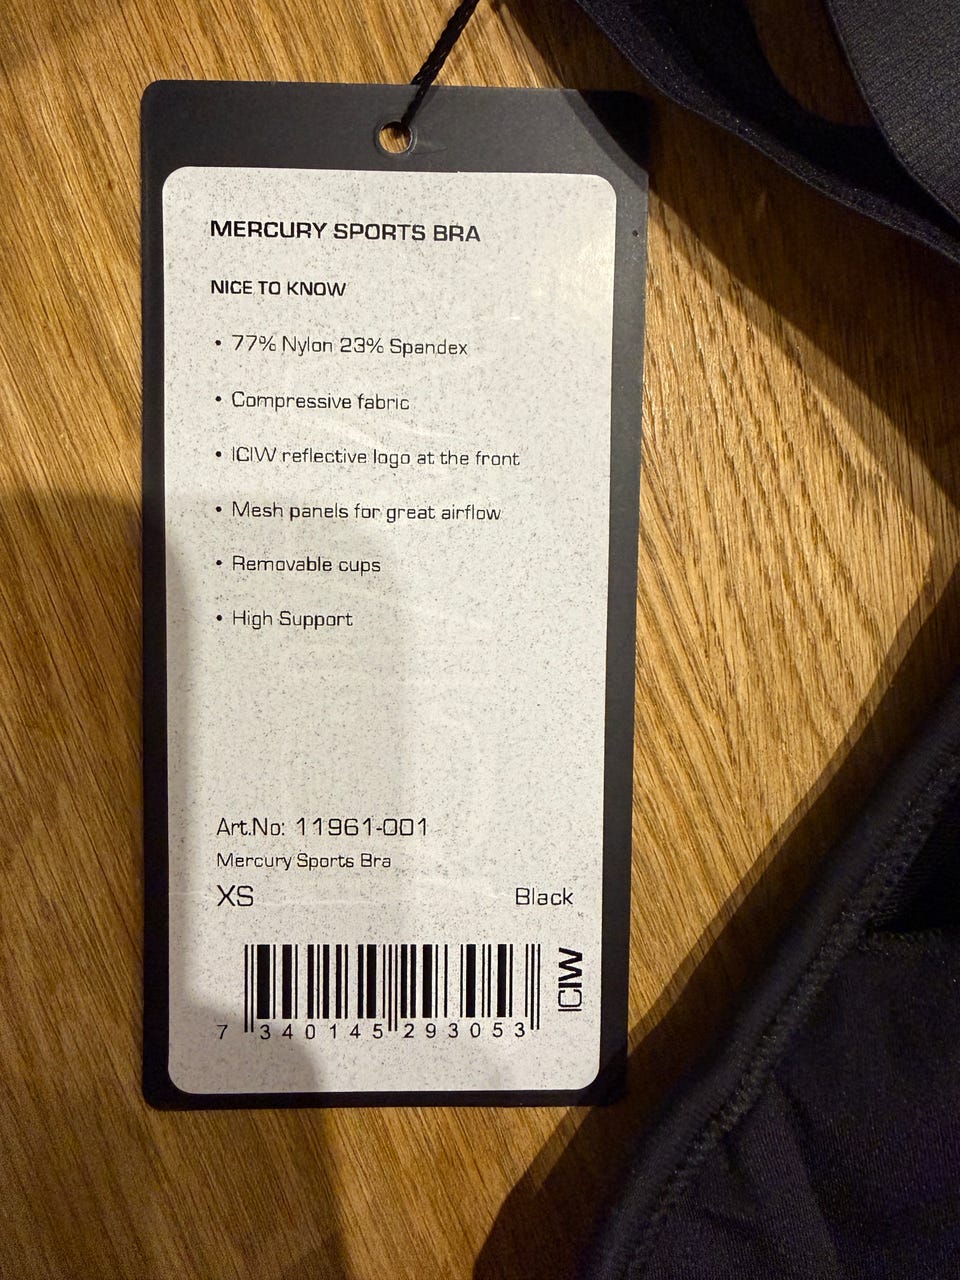 MERCURY SPORTS BRA
NICE TO KNOW
• 77% Nylon 23% Spandex
• Compressive fabric
• ICIW reflective logo at the front
• Mesh panels for great airflow
• Removable cups
• High Support
Art.No: 11961-001
Mercury Sports Bra
XS Black
ICIW
7 340145 293053